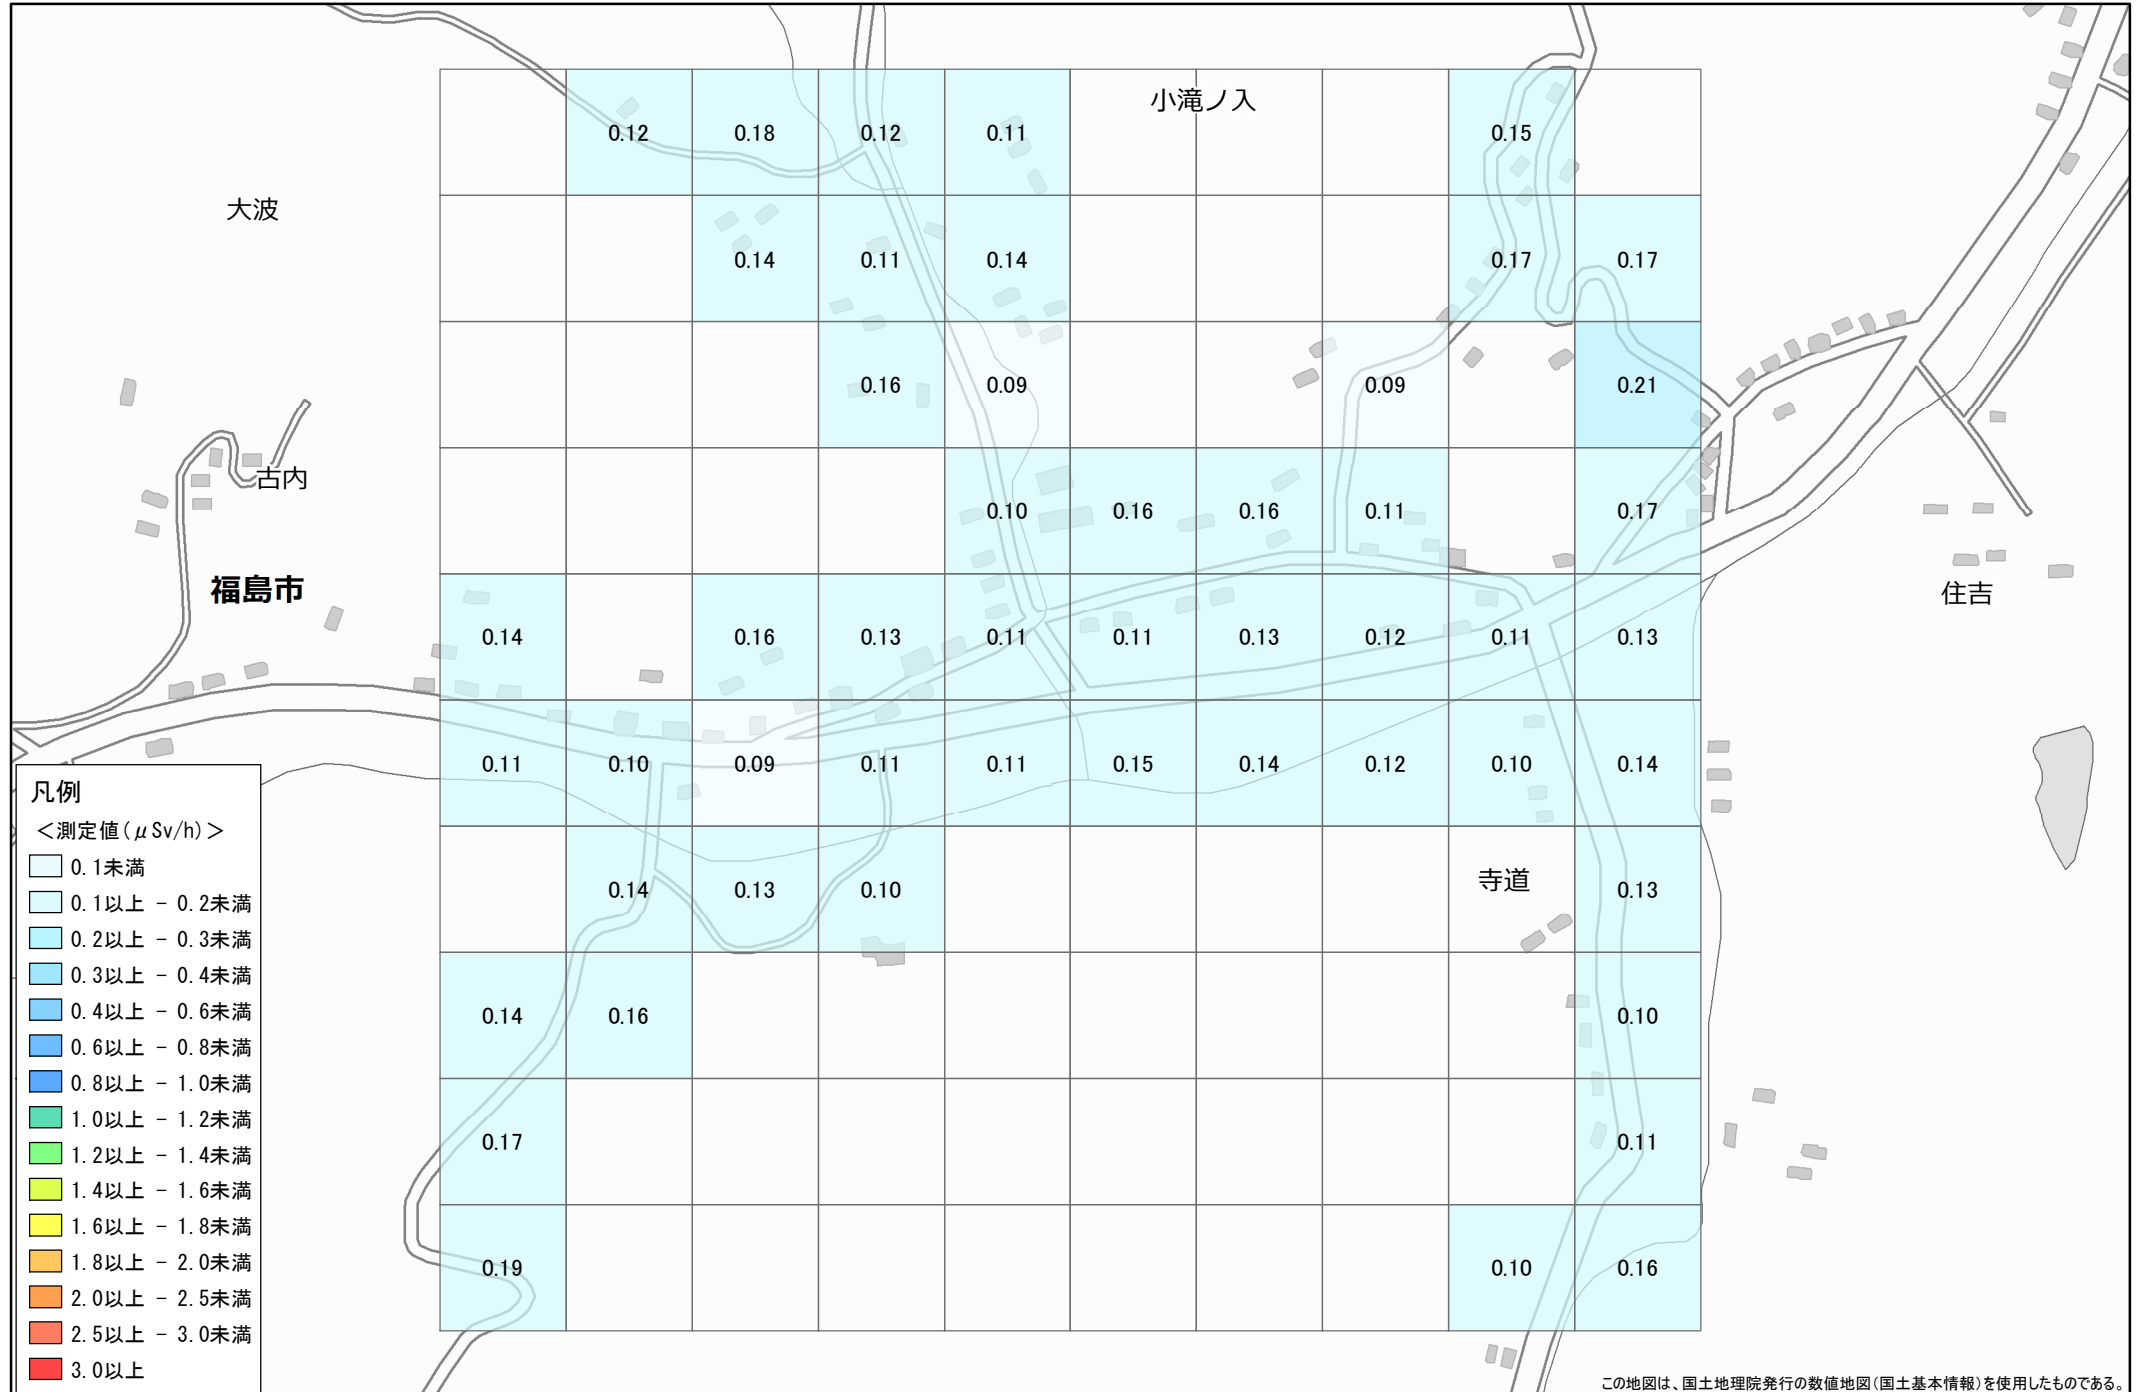 小滝ノ入
0.12 0.18 0.12 0.11 0.15
大波
0.14 0.11 0.14 0.17 0.17
0.16 0.09 0.09 0.21
古内
0.10 0.16 0.16 0.11 0.17
福島市
住吉
0.14 0.16 0.13 0.11 0.11 0.13 0.12 0.11 0.13
0.11 0.10 0.09 0.11 0.11 0.15 0.14 0.12 0.10 0.14
寺道
0.14 0.13 0.10 0.13
0.14 0.16 0.10
0.17 0.11
0.19 0.10 0.16
凡例
＜測定値(μSv/h)＞
0.1未満
0.1以上 - 0.2未満
0.2以上 - 0.3未満
0.3以上 - 0.4未満
0.4以上 - 0.6未満
0.6以上 - 0.8未満
0.8以上 - 1.0未満
1.0以上 - 1.2未満
1.2以上 - 1.4未満
1.4以上 - 1.6未満
1.6以上 - 1.8未満
1.8以上 - 2.0未満
2.0以上 - 2.5未満
2.5以上 - 3.0未満
3.0以上
この地図は、国土地理院発行の数値地図(国土基本情報)を使用したものである。